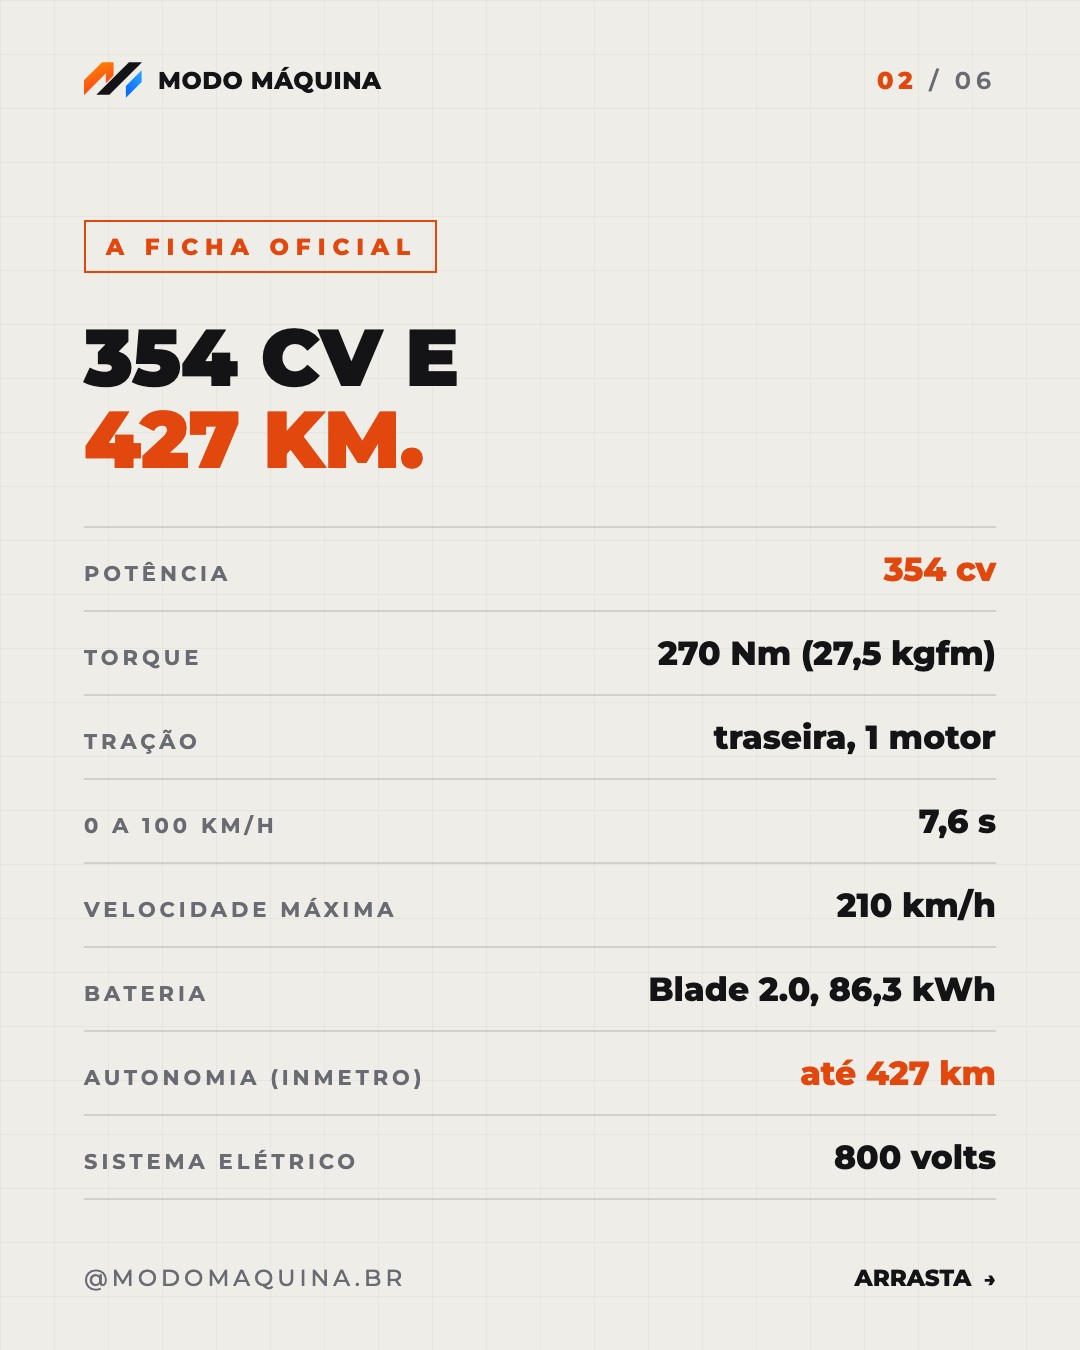 MODO MÁQUINA
02 / 06
A FICHA OFICIAL
354 CV E
427 KM.
POTÊNCIA 354 cv
TORQUE 270 Nm (27,5 kgfm)
TRAÇÃO traseira, 1 motor
0 A 100 KM/H 7,6 s
VELOCIDADE MÁXIMA 210 km/h
BATERIA Blade 2.0, 86,3 kWh
AUTONOMIA (INMETRO) até 427 km
SISTEMA ELÉTRICO 800 volts
@MODOMAQUINA.BR
ARRASTA →